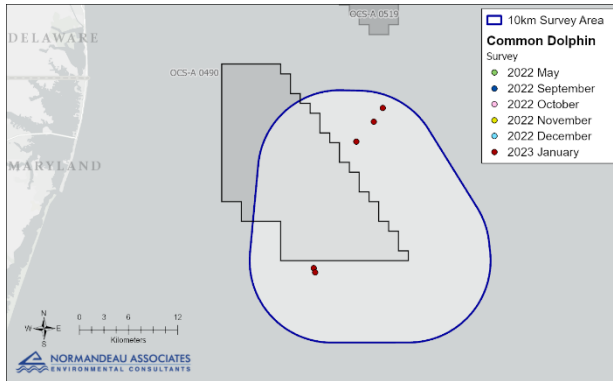 OCS-A 0519
DELAWARE
OCS-A 0490
MARYLAND
10km Survey Area
Common Dolphin
Survey
2022 May
2022 September
2022 October
2022 November
2022 December
2023 January
N
W E
S
0 3 6 12
Kilometers
NORMANDEAU ASSOCIATES
ENVIRONMENTAL CONSULTANTS